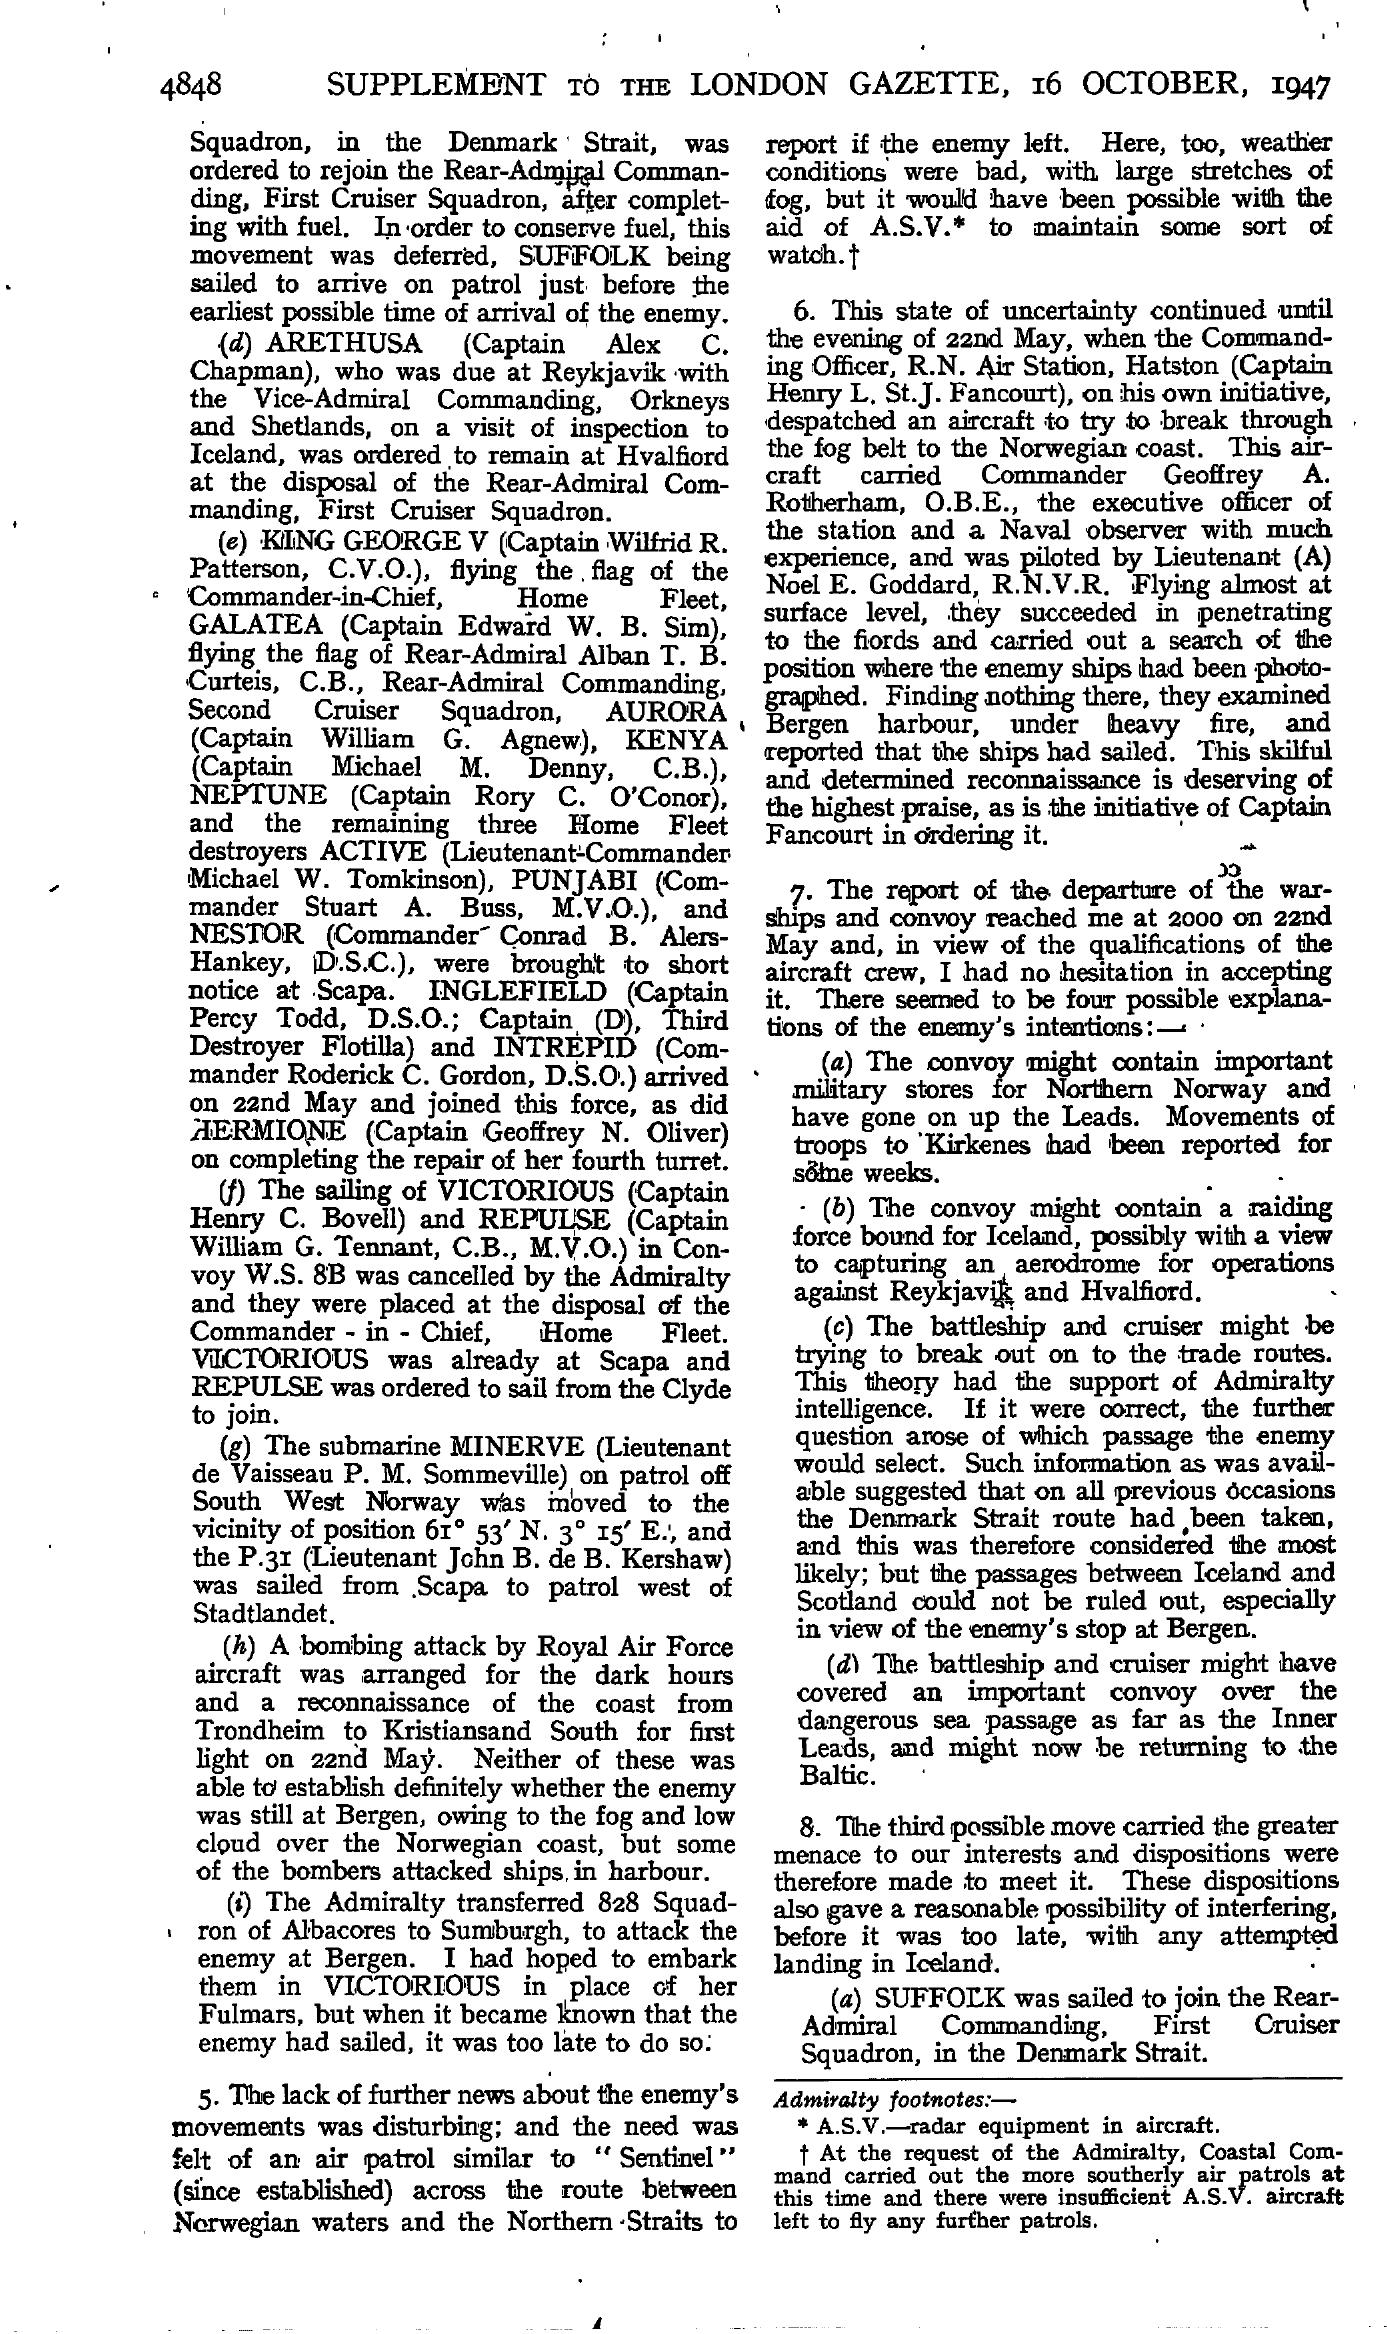 4848 SUPPLEMENT TO THE LONDON GAZETTE, 16 OCTOBER, 1947
Squadron, in the Denmark Strait, was
ordered to rejoin the Rear-Admiral Comman-
ding, First Cruiser Squadron, after complet-
ing with fuel. In order to conserve fuel, this
movement was deferred, SUFFOLK being
sailed to arrive on patrol just before the
earliest possible time of arrival of the enemy.
(d) ARETHUSA (Captain Alex C.
Chapman), who was due at Reykjavik with
the Vice-Admiral Commanding, Orkneys
and Shetlands, on a visit of inspection to
Iceland, was ordered to remain at Hvalfiord
at the disposal of the Rear-Admiral Com-
manding, First Cruiser Squadron.
(e) KING GEORGE V (Captain Wilfrid R.
Patterson, C.V.O.), flying the flag of the
Commander-in-Chief, Home Fleet,
GALATEA (Captain Edward W. B. Sim),
flying the flag of Rear-Admiral Alban T. B.
Curteis, C.B., Rear-Admiral Commanding,
Second Cruiser Squadron, AURORA
(Captain William G. Agnew), KENYA
(Captain Michael M. Denny, C.B.),
NEPTUNE (Captain Rory C. O'Conor),
and the remaining three Home Fleet
destroyers ACTIVE (Lieutenant-Commander
Michael W. Tomkinson), PUNJABI (Com-
mander Stuart A. Buss, M.V.O.), and
NESTOR (Commander Conrad B. Alers-
Hankey, D.S.C.), were brought to short
notice at Scapa. INGLEFIELD (Captain
Percy Todd, D.S.O.; Captain (D), Third
Destroyer Flotilla) and INTREPID (Com-
mander Roderick C. Gordon, D.S.O.) arrived
on 22nd May and joined this force, as did
HERMIONE (Captain Geoffrey N. Oliver)
on completing the repair of her fourth turret.
(f) The sailing of VICTORIOUS (Captain
Henry C. Bovell) and REPULSE (Captain
William G. Tennant, C.B., M.V.O.) in Con-
voy W.S. 8B was cancelled by the Admiralty
and they were placed at the disposal of the
Commander - in - Chief, Home Fleet.
VICTORIOUS was already at Scapa and
REPULSE was ordered to sail from the Clyde
to join.
(g) The submarine MINERVE (Lieutenant
de Vaisseau P. M. Sommeville) on patrol off
South West Norway was moved to the
vicinity of position 61° 53′ N. 3° 15′ E., and
the P.31 (Lieutenant John B. de B. Kershaw)
was sailed from Scapa to patrol west of
Stadtlandet.
(h) A bombing attack by Royal Air Force
aircraft was arranged for the dark hours
and a reconnaissance of the coast from
Trondheim to Kristiansand South for first
light on 22nd May. Neither of these was
able to establish definitely whether the enemy
was still at Bergen, owing to the fog and low
cloud over the Norwegian coast, but some
of the bombers attacked ships in harbour.
(i) The Admiralty transferred 828 Squad-
ron of Albacores to Sumburgh, to attack the
enemy at Bergen. I had hoped to embark
them in VICTORIOUS in place of her
Fulmars, but when it became known that the
enemy had sailed, it was too late to do so.
5. The lack of further news about the enemy's
movements was disturbing; and the need was
felt of an air patrol similar to "Sentinel"
(since established) across the route between
Norwegian waters and the Northern Straits to
report if the enemy left. Here, too, weather
conditions were bad, with large stretches of
fog, but it would have been possible with the
aid of A.S.V.* to maintain some sort of
watch.†
6. This state of uncertainty continued until
the evening of 22nd May, when the Command-
ing Officer, R.N. Air Station, Hatston (Captain
Henry L. St.J. Fancourt), on his own initiative,
despatched an aircraft to try to break through
the fog belt to the Norwegian coast. This air-
craft carried Commander Geoffrey A.
Rotherham, O.B.E., the executive officer of
the station and a Naval observer with much
experience, and was piloted by Lieutenant (A)
Noel E. Goddard, R.N.V.R. Flying almost at
surface level, they succeeded in penetrating
to the fiords and carried out a search of the
position where the enemy ships had been photo-
graphed. Finding nothing there, they examined
Bergen harbour, under heavy fire, and
reported that the ships had sailed. This skilful
and determined reconnaissance is deserving of
the highest praise, as is the initiative of Captain
Fancourt in ordering it.
7. The report of the departure of the war-
ships and convoy reached me at 2000 on 22nd
May and, in view of the qualifications of the
aircraft crew, I had no hesitation in accepting
it. There seemed to be four possible explana-
tions of the enemy's intentions:—
(a) The convoy might contain important
military stores for Northern Norway and
have gone on up the Leads. Movements of
troops to Kirkenes had been reported for
some weeks.
(b) The convoy might contain a raiding
force bound for Iceland, possibly with a view
to capturing an aerodrome for operations
against Reykjavik and Hvalfiord.
(c) The battleship and cruiser might be
trying to break out on to the trade routes.
This theory had the support of Admiralty
intelligence. If it were correct, the further
question arose of which passage the enemy
would select. Such information as was avail-
able suggested that on all previous occasions
the Denmark Strait route had been taken,
and this was therefore considered the most
likely; but the passages between Iceland and
Scotland could not be ruled out, especially
in view of the enemy's stop at Bergen.
(d) The battleship and cruiser might have
covered an important convoy over the
dangerous sea passage as far as the Inner
Leads, and might now be returning to the
Baltic.
8. The third possible move carried the greater
menace to our interests and dispositions were
therefore made to meet it. These dispositions
also gave a reasonable possibility of interfering,
before it was too late, with any attempted
landing in Iceland.
(a) SUFFOLK was sailed to join the Rear-
Admiral Commanding, First Cruiser
Squadron, in the Denmark Strait.
Admiralty footnotes:—
* A.S.V.—radar equipment in aircraft.
† At the request of the Admiralty, Coastal Com-
mand carried out the more southerly air patrols at
this time and there were insufficient A.S.V. aircraft
left to fly any further patrols.